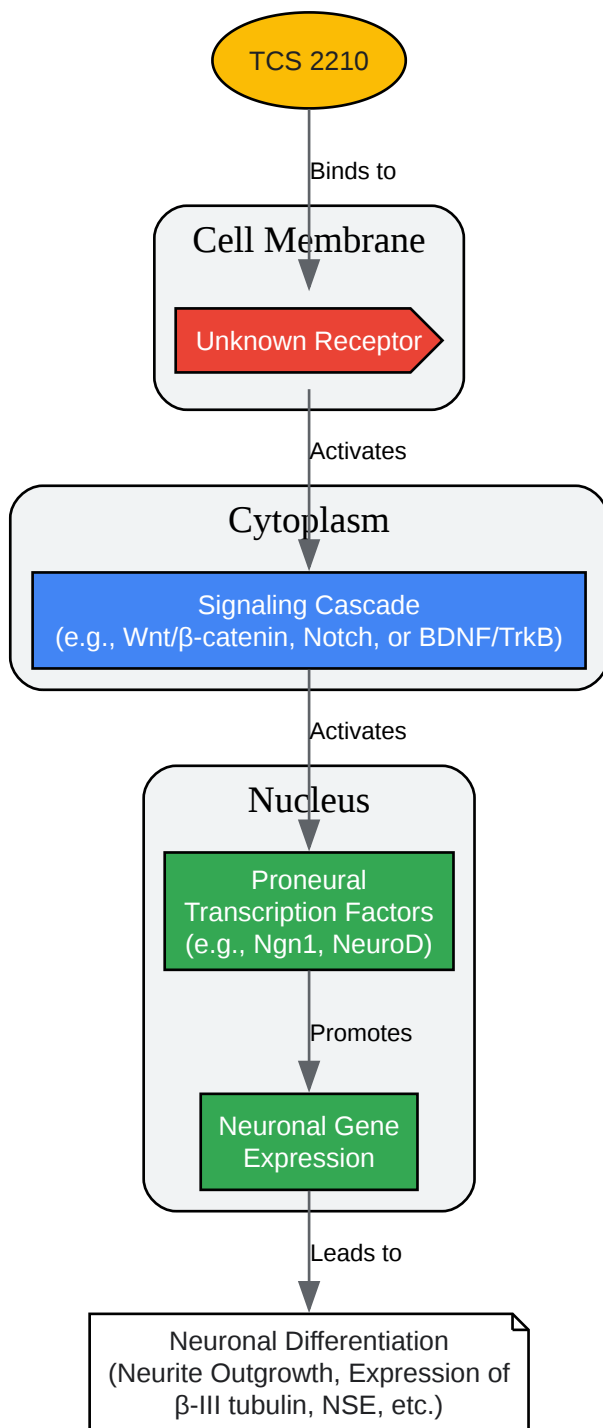 TCS 2210
Binds to
Cell Membrane
Unknown Receptor
Activates
Cytoplasm
Signaling Cascade
(e.g., Wnt/β-catenin, Notch, or BDNF/TrkB)
Activates
Nucleus
Proneural
Transcription Factors
(e.g., Ngn1, NeuroD)
Promotes
Neuronal Gene
Expression
Leads to
Neuronal Differentiation
(Neurite Outgrowth, Expression of
β-III tubulin, NSE, etc.)